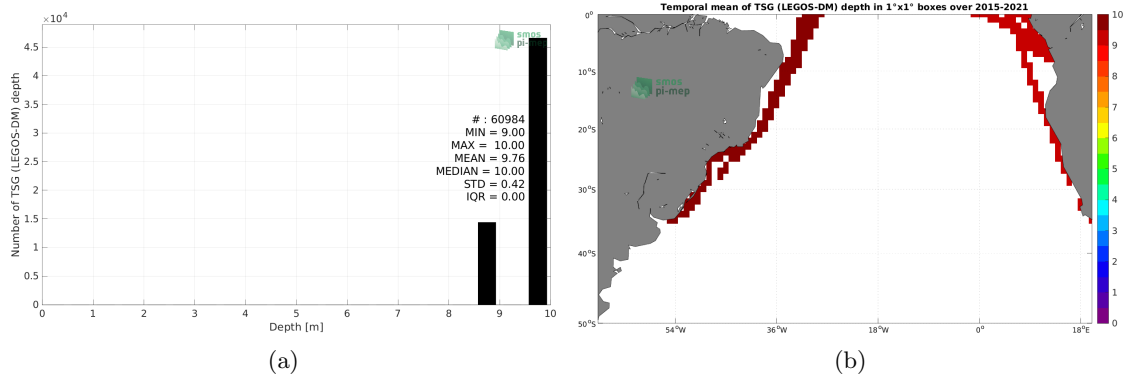 ×10⁴
4.5
4
3.5
3
2.5
2
1.5
1
0.5
0
Number of TSG (LEGOS-DM) depth
smos
pi-mep
# : 60984
MIN = 9.00
MAX = 10.00
MEAN = 9.76
MEDIAN = 10.00
STD = 0.42
IQR = 0.00
0 1 2 3 4 5 6 7 8 9 10
Depth [m]
(a)
Temporal mean of TSG (LEGOS-DM) depth in 1°x1° boxes over 2015-2021
0°
10°S
20°S
30°S
40°S
50°S
smos
pi-mep
54°W 36°W 18°W 0° 18°E
10
9
8
7
6
5
4
3
2
1
0
(b)